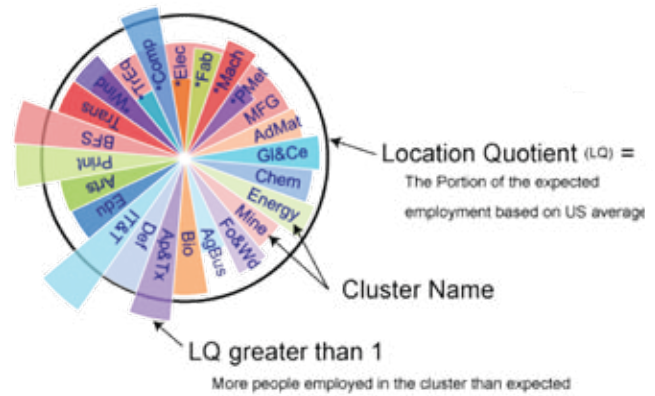 *Comp
*Elec
*Fab
*Mach
*PMet
MFG
AdMat
Gl&Ce
Chem
Energy
Mine
Fo&Wd
AgBus
Bio
Ap&Tx
Def
IT&T
Edu
Arts
Print
BFS
Trans
*Wind
*TrEq
Location Quotient (LQ) =
The Portion of the expected
employment based on US average
Cluster Name
LQ greater than 1
More people employed in the cluster than expected